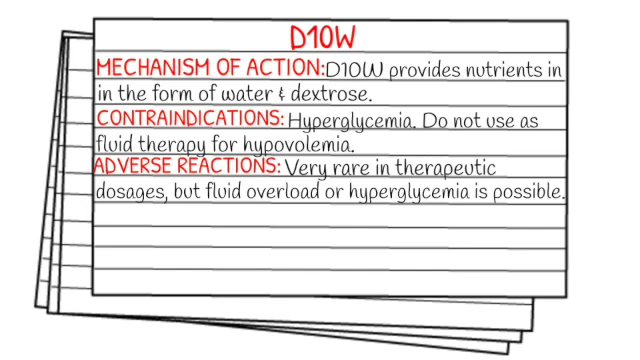 D10W
MECHANISM OF ACTION:D10W provides nutrients in
in the form of water & dextrose.
CONTRAINDICATIONS: Hyperglycemia. Do not use as
fluid therapy for hypovolemia.
ADVERSE REACTIONS: Very rare in therapeutic
dosages, but fluid overload or hyperglycemia is possible.